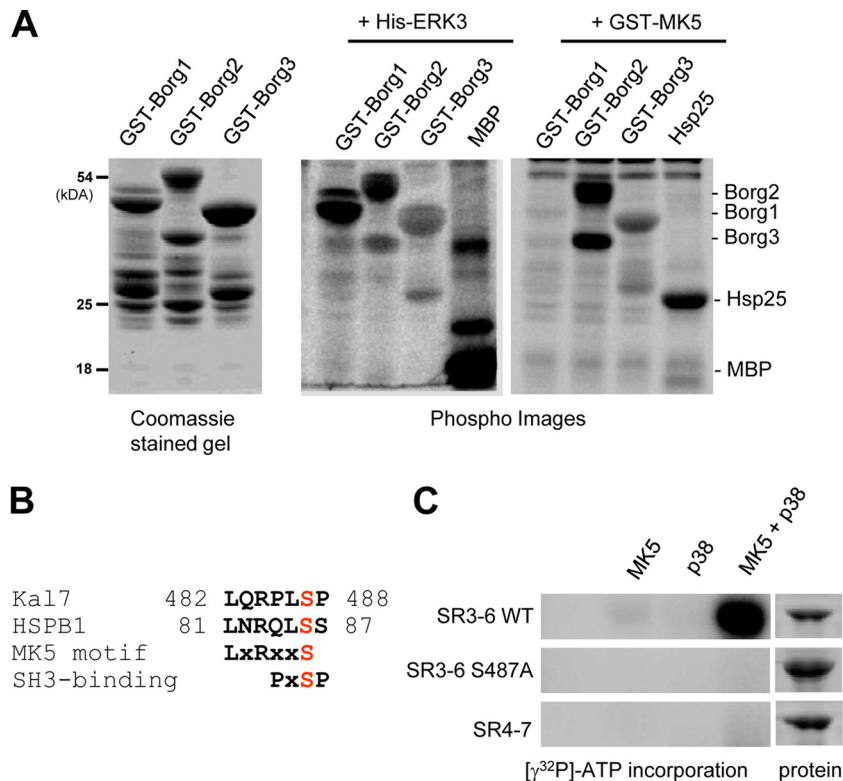 A
+ His-ERK3
+ GST-MK5
GST-Borg1
GST-Borg2
GST-Borg3
GST-Borg1
GST-Borg2
GST-Borg3
MBP
GST-Borg1
GST-Borg2
GST-Borg3
Hsp25
54
(kDA)
25
18
- Borg2
- Borg1
- Borg3
- Hsp25
- MBP
Coomassie
stained gel
Phospho Images
B
Kal7 482 LQRPLSP 488
HSPB1 81 LNRQLSS 87
MK5 motif LxRxxS
SH3-binding PxSP
C
MK5
p38
MK5 + p38
SR3-6 WT
SR3-6 S487A
SR4-7
[γ³²P]-ATP incorporation
protein